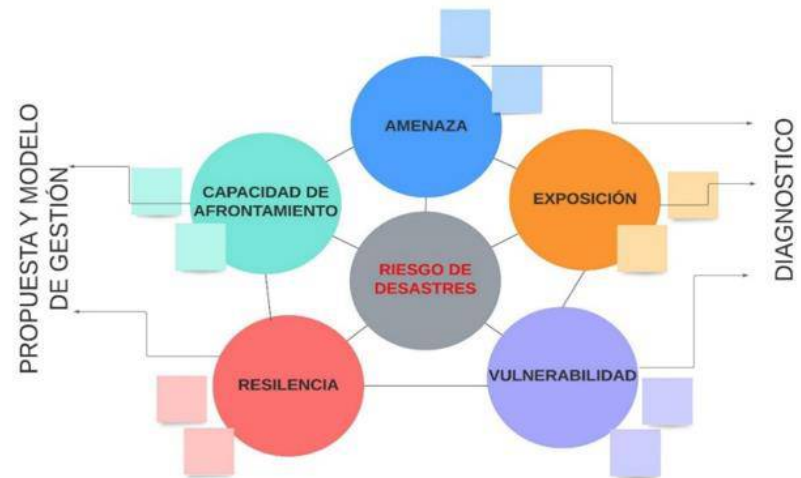 PROPUESTA Y MODELO
DE GESTIÓN
AMENAZA
CAPACIDAD DE
AFRONTAMIENTO
EXPOSICIÓN
RIESGO DE
DESASTRES
RESILENCIA
VULNERABILIDAD
DIAGNOSTICO